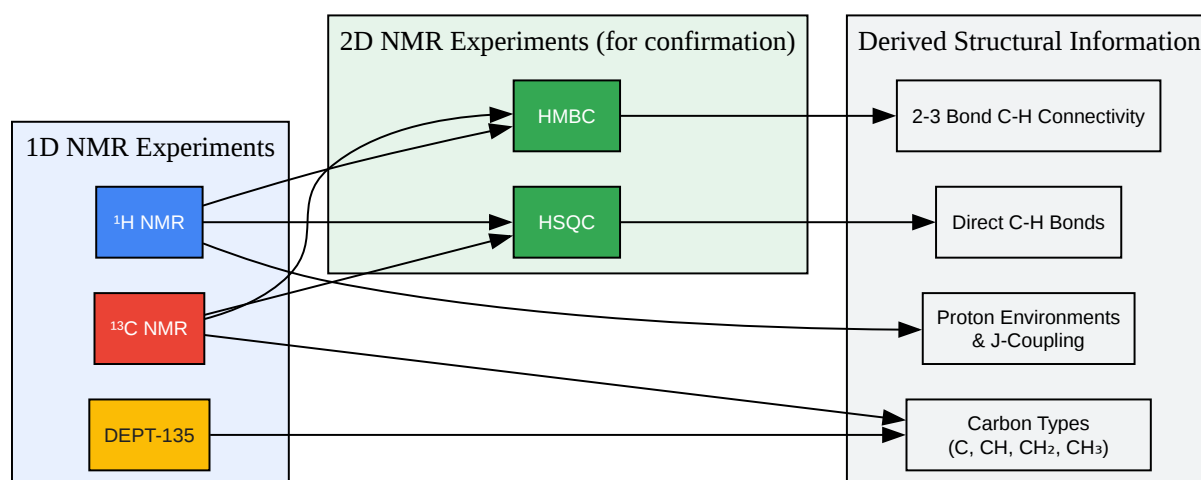 1D NMR Experiments
¹H NMR
¹³C NMR
DEPT-135
2D NMR Experiments (for confirmation)
HMBC
HSQC
Derived Structural Information
2-3 Bond C-H Connectivity
Direct C-H Bonds
Proton Environments
& J-Coupling
Carbon Types
(C, CH, CH₂, CH₃)